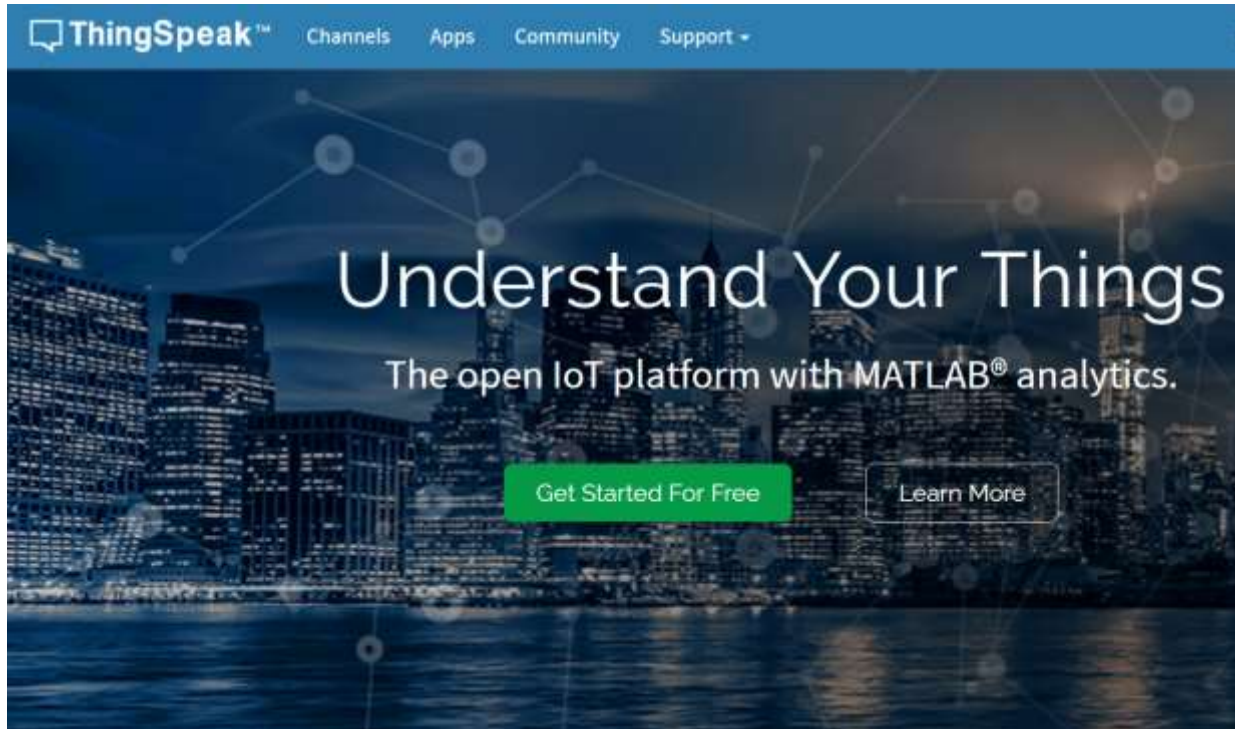 ThingSpeak™ Channels Apps Community Support
Understand Your Things
The open IoT platform with MATLAB® analytics.
Get Started For Free Learn More